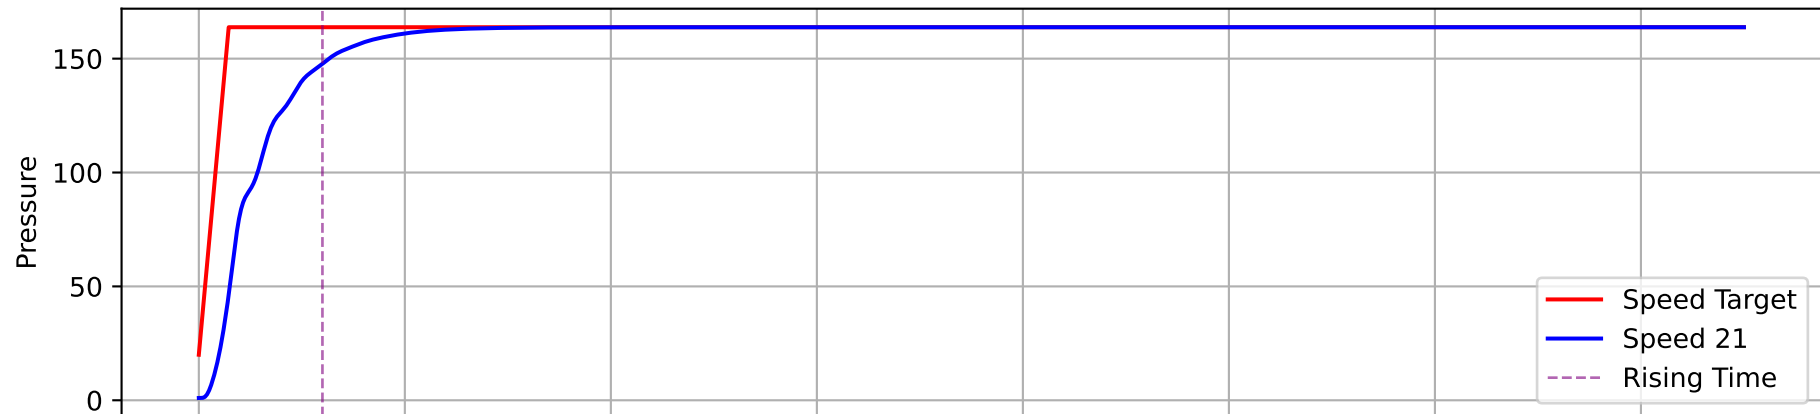 150
100
50
0
Pressure
Speed Target
Speed 21
Rising Time